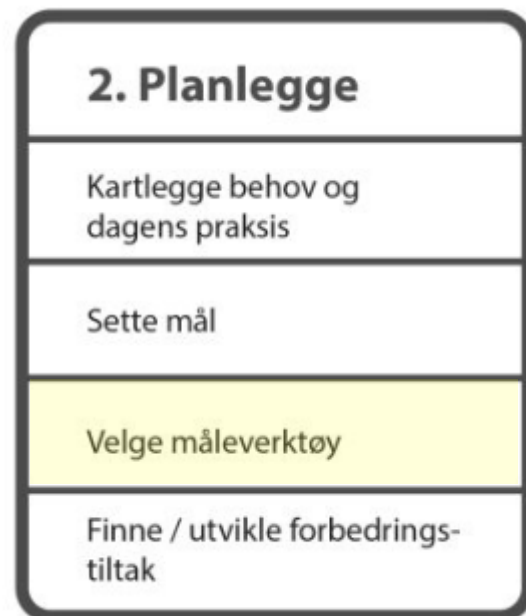 2. Planlegge
Kartlegge behov og
dagens praksis
Sette mål
Velge måleverktøy
Finne / utvikle forbedrings-
tiltak